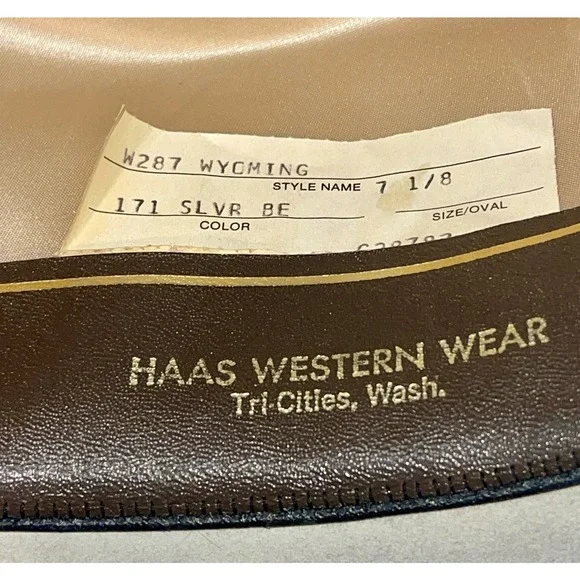 W287 WYOMING
STYLE NAME 7 1/8
171 SLVR BE
COLOR SIZE/OVAL
HAAS WESTERN WEAR
Tri-Cities, Wash.